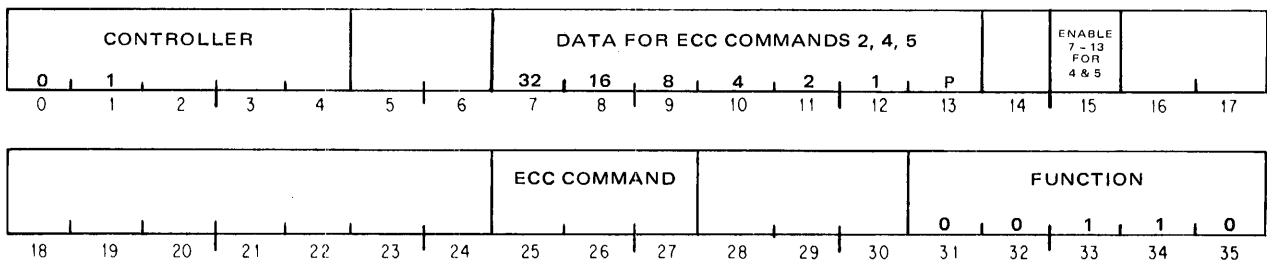 CONTROLLER
DATA FOR ECC COMMANDS 2, 4, 5
ENABLE
7 – 13
FOR
4 & 5
0 1 32 16 8 4 2 1 P
0 1 2 3 4 5 6 7 8 9 10 11 12 13 14 15 16 17
ECC COMMAND FUNCTION
0 0 1 1 0
18 19 20 21 22 23 24 25 26 27 28 29 30 31 32 33 34 35